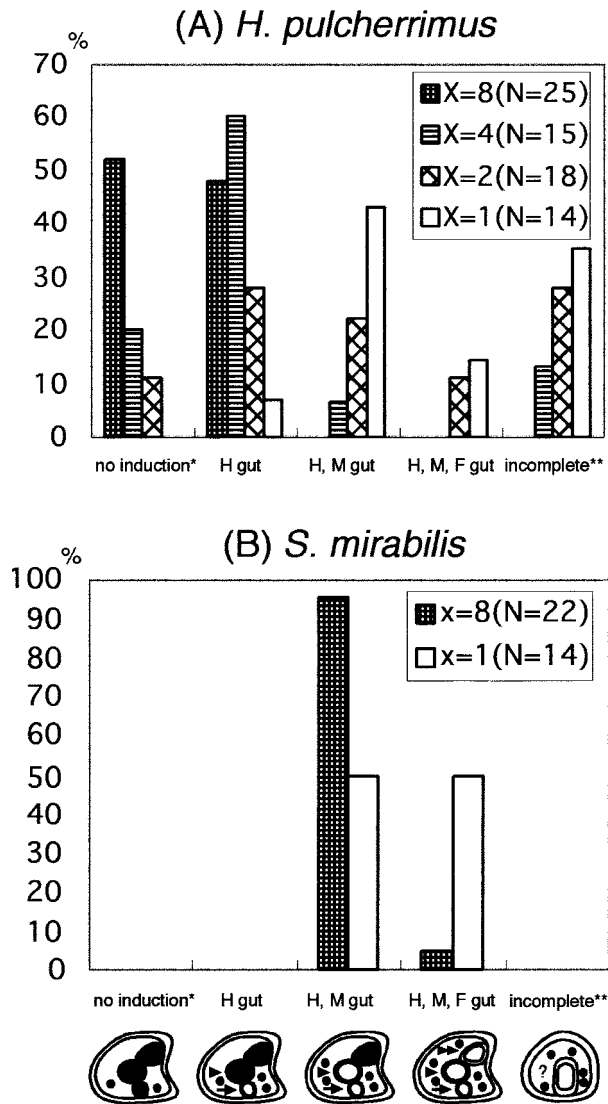 (A) H. pulcherrimus
%
70
60
50
40
30
20
10
0
X=8(N=25)
X=4(N=15)
X=2(N=18)
X=1(N=14)
no induction* H gut H, M gut H, M, F gut incomplete**
(B) S. mirabilis
%
100
90
80
70
60
50
40
30
20
10
0
x=8(N=22)
x=1(N=14)
no induction* H gut H, M gut H, M, F gut incomplete**
?